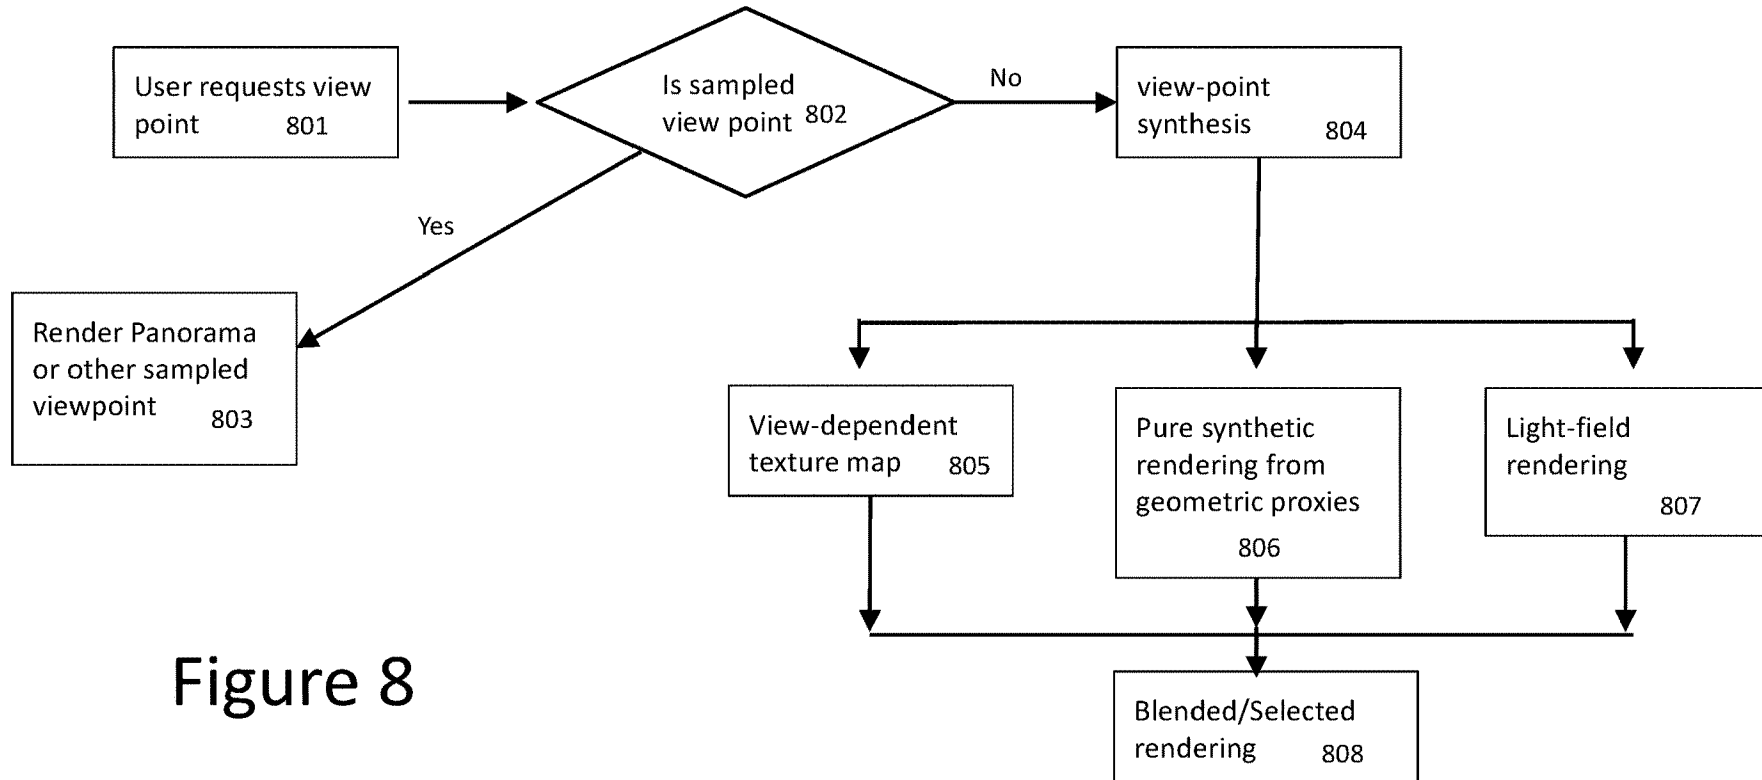 User requests view
point 801
Is sampled
view point 802
No
view-point
synthesis 804
Yes
Render Panorama
or other sampled
viewpoint 803
View-dependent
texture map 805
Pure synthetic
rendering from
geometric proxies
806
Light-field
rendering
807
Blended/Selected
rendering 808
Figure 8